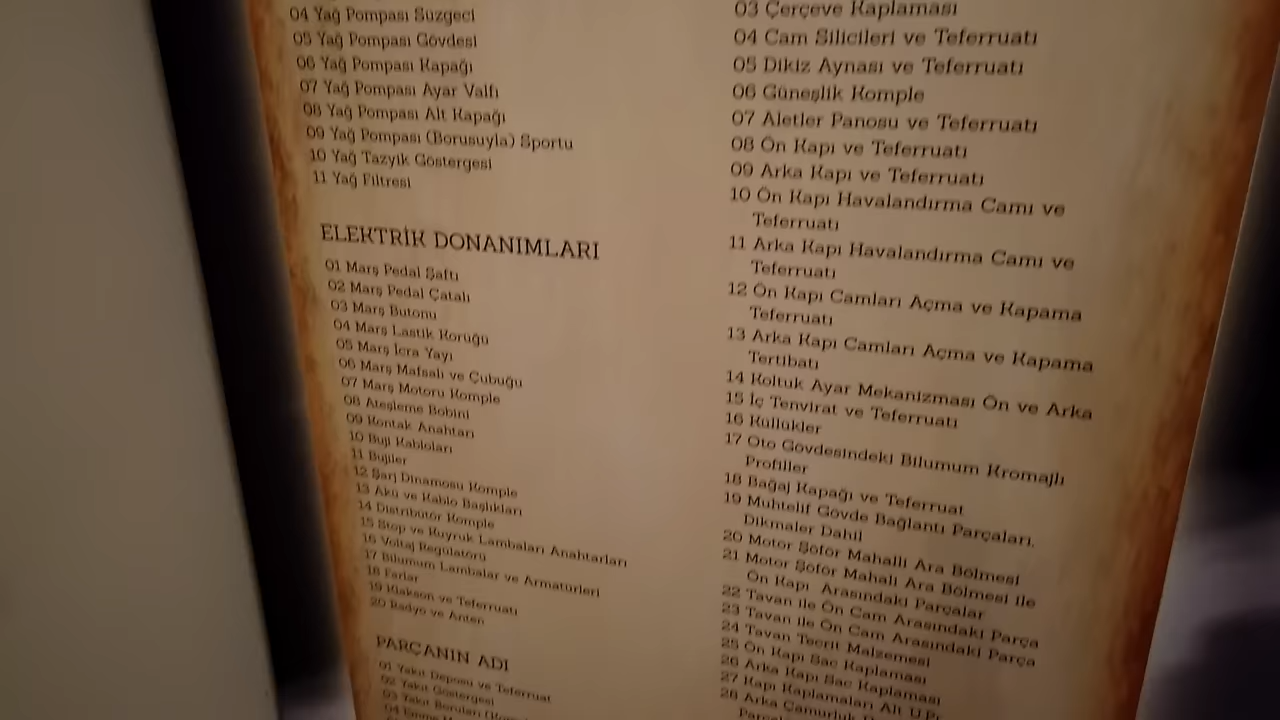 04 Yağ Pompası Süzgeci
05 Yağ Pompası Gövdesi
06 Yağ Pompası Kapağı
07 Yağ Pompası Ayar Valfı
08 Yağ Pompası Alt Kapağı
09 Yağ Pompası (Borusuyla) Sportu
10 Yağ Tazyik Göstergesi
11 Yağ Filtresi
ELEKTRİK DONANIMLARI
01 Marş Pedal Şaftı
02 Marş Pedal Çatalı
03 Marş Butonu
04 Marş Lastik Körüğü
05 Marş İcra Yayı
06 Marş Mafsalı ve Çubuğu
07 Marş Motoru Komple
08 Ateşleme Bobini
09 Kontak Anahtarı
10 Buji Kabloları
11 Bujiler
12 Şarj Dinamosu Komple
13 Akü ve Kablo Başlıkları
14 Distribütör Komple
15 Stop ve Kuyruk Lambaları Anahtarları
16 Voltaj Regülatörü
17 Bilumum Lambalar ve Armatürleri
18 Farlar
19 Klakson ve Teferruatı
20 Radyo ve Anten
PARÇANIN ADI
01 Yakıt Deposu ve Teferruat
02 Yakıt Göstergesi
03 Yakıt Boruları
04
03 Çerçeve Kaplaması
04 Cam Silicileri ve Teferruatı
05 Dikiz Aynası ve Teferruatı
06 Güneşlik Komple
07 Aletler Panosu ve Teferruatı
08 Ön Kapı ve Teferruatı
09 Arka Kapı ve Teferruatı
10 Ön Kapı Havalandırma Camı ve
Teferruatı
11 Arka Kapı Havalandırma Camı ve
Teferruatı
12 Ön Kapı Camları Açma ve Kapama
Teferruatı
13 Arka Kapı Camları Açma ve Kapama
Tertibatı
14 Koltuk Ayar Mekanizması Ön ve Arka
15 İç Tenvirat ve Teferruatı
16 Küllükler
17 Oto Gövdesindeki Bilumum Kromajlı
Profiller
18 Bağaj Kapağı ve Teferruat
19 Muhtelif Gövde Bağlantı Parçaları.
Dikmaler Dahil
20 Motor Şoför Mahalli Ara Bölmesi
21 Motor Şoför Mahali Ara Bölmesi ile
Ön Kapı Arasındaki Parçalar
22 Tavan ile Ön Cam Arasındaki Parça
23 Tavan ile Ön Cam Arasındaki Parça
24 Tavan Tecrit Malzemesi
25 Ön Kapı Sac Kaplaması
26 Arka Kapı Sac Kaplaması
27 Kapı Kaplamaları Alt
28 Arka Çamurluk